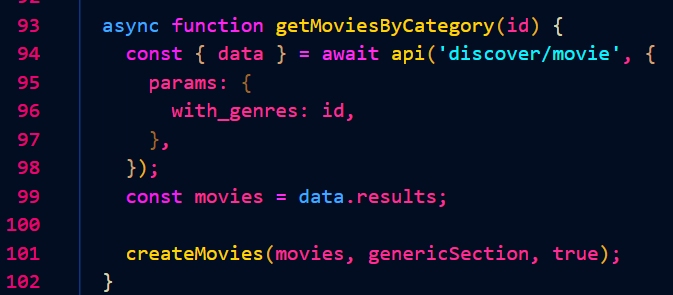 93 async function getMoviesByCategory(id) {
94 const { data } = await api('discover/movie', {
95 params: {
96 with_genres: id,
97 },
98 });
99 const movies = data.results;
100
101 createMovies(movies, genericSection, true);
102 }